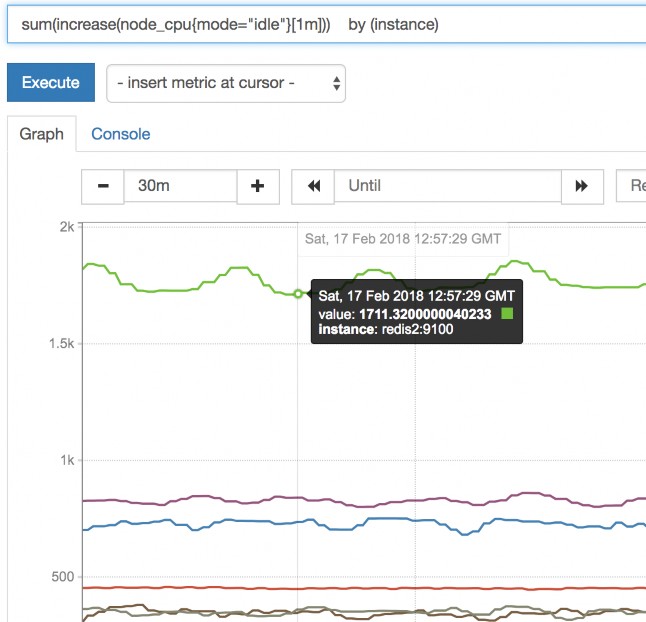 sum(increase(node_cpu{mode="idle"}[1m])) by (instance)
Execute
- insert metric at cursor -
Graph
Console
30m
Until
Re
2k
Sat, 17 Feb 2018 12:57:29 GMT
Sat, 17 Feb 2018 12:57:29 GMT
value: 1711.3200000040233
instance: redis2:9100
1.5k
1k
500